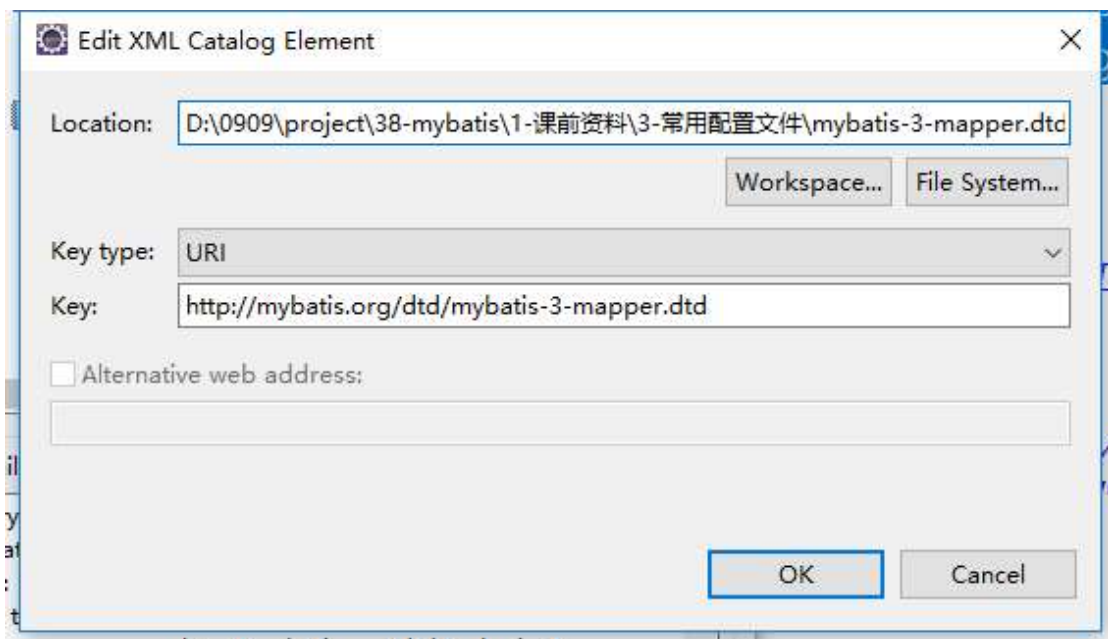 Edit XML Catalog Element
Location: D:\0909\project\38-mybatis\1-课前资料\3-常用配置文件\mybatis-3-mapper.dtd
Workspace... File System...
Key type: URI
Key: http://mybatis.org/dtd/mybatis-3-mapper.dtd
Alternative web address:
OK Cancel